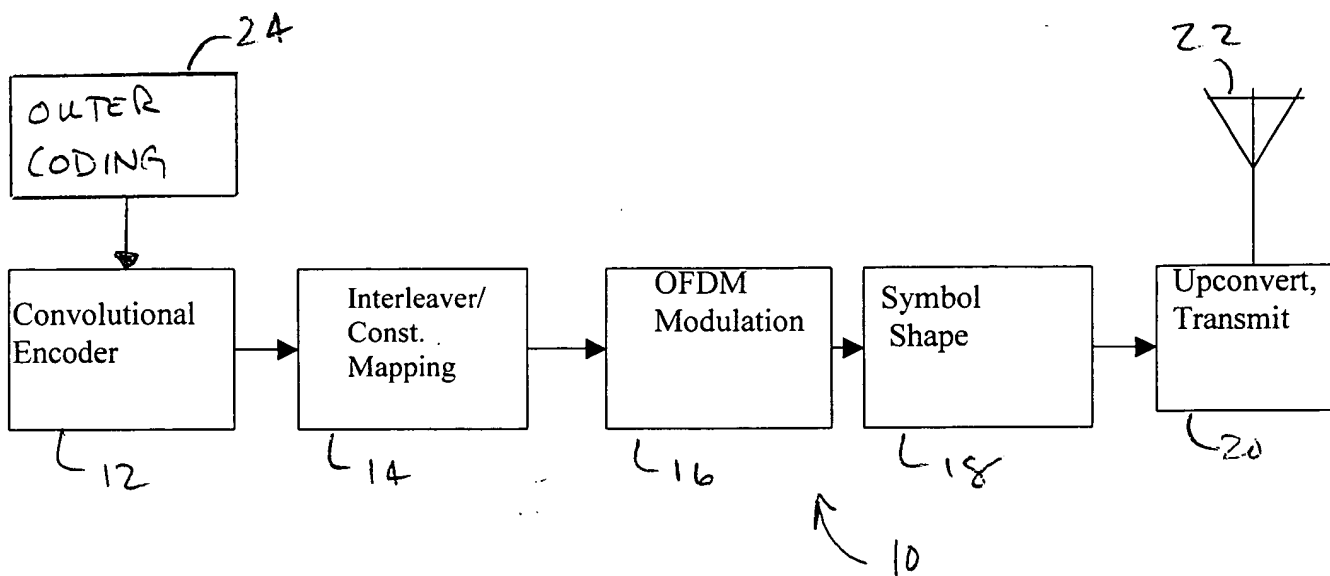 24
22
OUTER
CODING
Convolutional
Encoder
Interleaver/
Const.
Mapping
OFDM
Modulation
Symbol
Shape
Upconvert,
Transmit
12
14
16
18
20
10